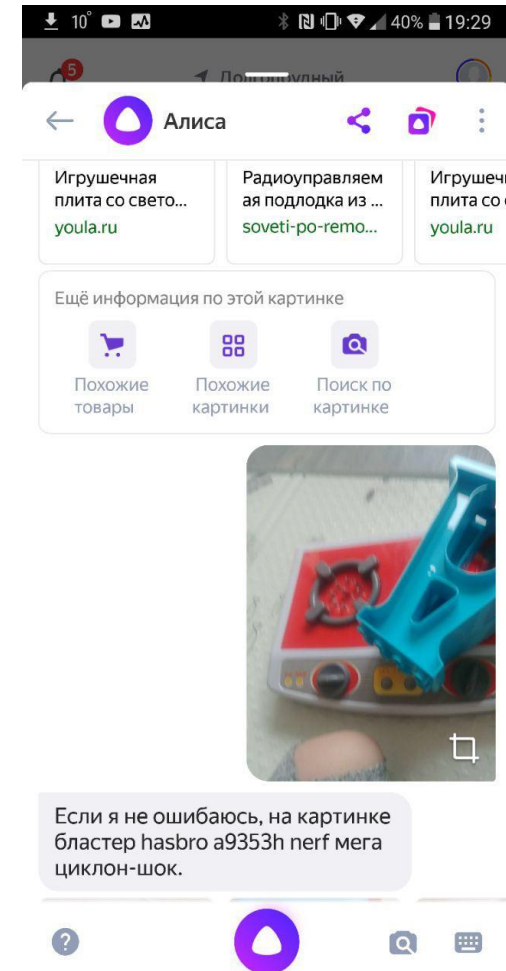 10° 40% 19:29
5 Долгопрудный
Алиса
Игрушечная
плита со свето...
youla.ru
Радиоуправляем
ая подлодка из ...
soveti-po-remo...
Игрушечн
плита со
youla.ru
Ещё информация по этой картинке
Похожие
товары
Похожие
картинки
Поиск по
картинке
Если я не ошибаюсь, на картинке
бластер hasbro a9353h nerf мега
циклон-шок.